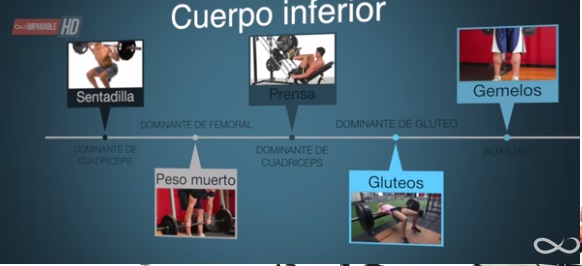 Cuerpo inferior
IMPARABLE HD
Sentadilla
Prensa
Gemelos
DOMINANTE DE FEMORAL
DOMINANTE DE GLUTEO
DOMINANTE DE
CUADRICEPS
DOMINANTE DE
CUADRICEPS
AUXILIAR
Peso muerto
Gluteos